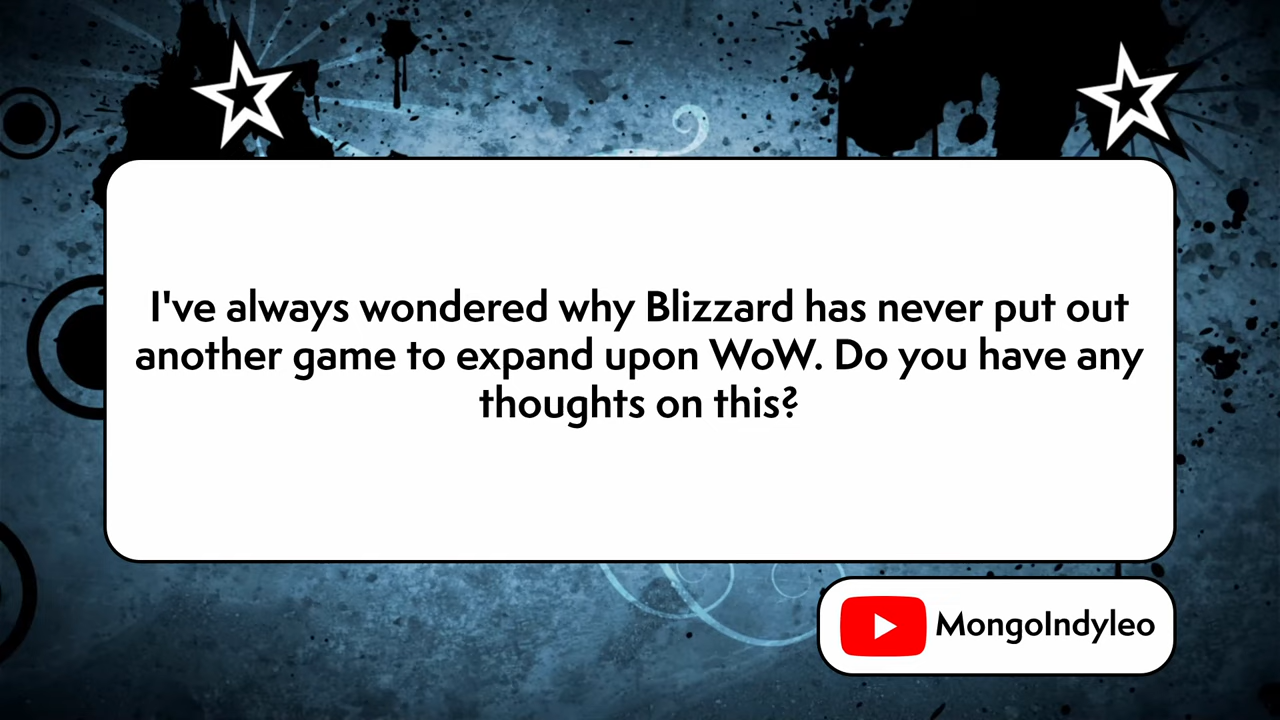 I've always wondered why Blizzard has never put out
another game to expand upon WoW. Do you have any
thoughts on this?
MongoIndyleo